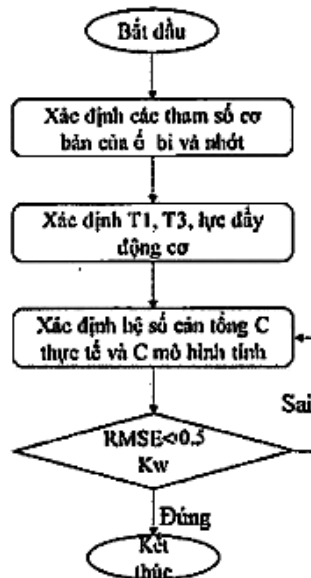 Bắt đầu
Xác định các tham số cơ
bản của ổ bi và nhớt
Xác định T1, T3, lực đẩy
động cơ
Xác định hệ số cản tổng C
thực tế và C mô hình tính
Sai
RMSE<0.5
Kw
Đúng
Kết
thúc